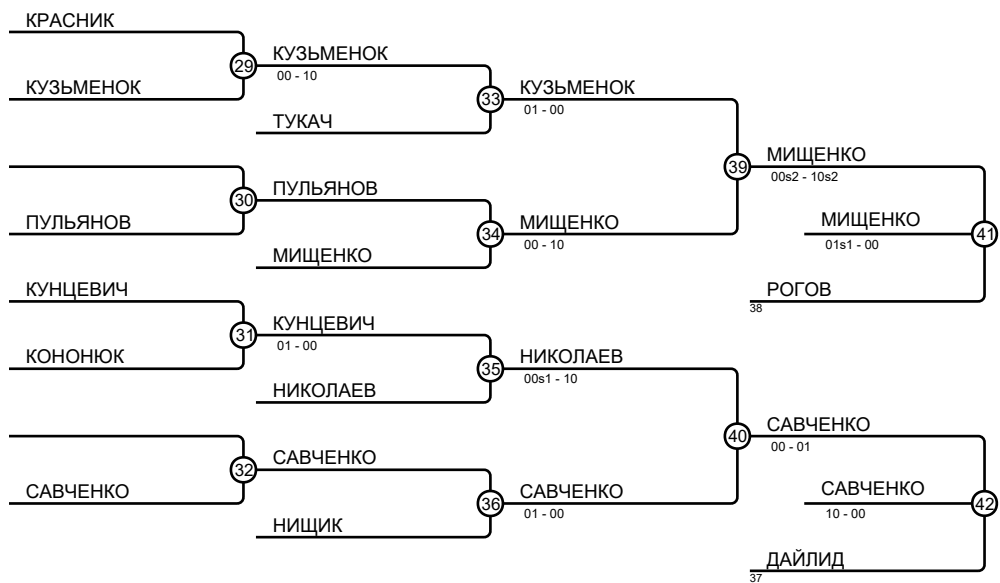 КРАСНИК
29
КУЗЬМЕНОК
00 - 10
КУЗЬМЕНОК
33
КУЗЬМЕНОК
01 - 00
ТУКАЧ
39
МИЩЕНКО
00s2 - 10s2
30
ПУЛЬЯНОВ
ПУЛЬЯНОВ
34
МИЩЕНКО
00 - 10
МИЩЕНКО
01s1 - 00
41
МИЩЕНКО
КУНЦЕВИЧ
РОГОВ
38
31
КУНЦЕВИЧ
01 - 00
КОНОНЮК
35
НИКОЛАЕВ
00s1 - 10
НИКОЛАЕВ
40
САВЧЕНКО
00 - 01
32
САВЧЕНКО
САВЧЕНКО
36
САВЧЕНКО
01 - 00
САВЧЕНКО
10 - 00
42
НИЩИК
ДАЙЛИД
37